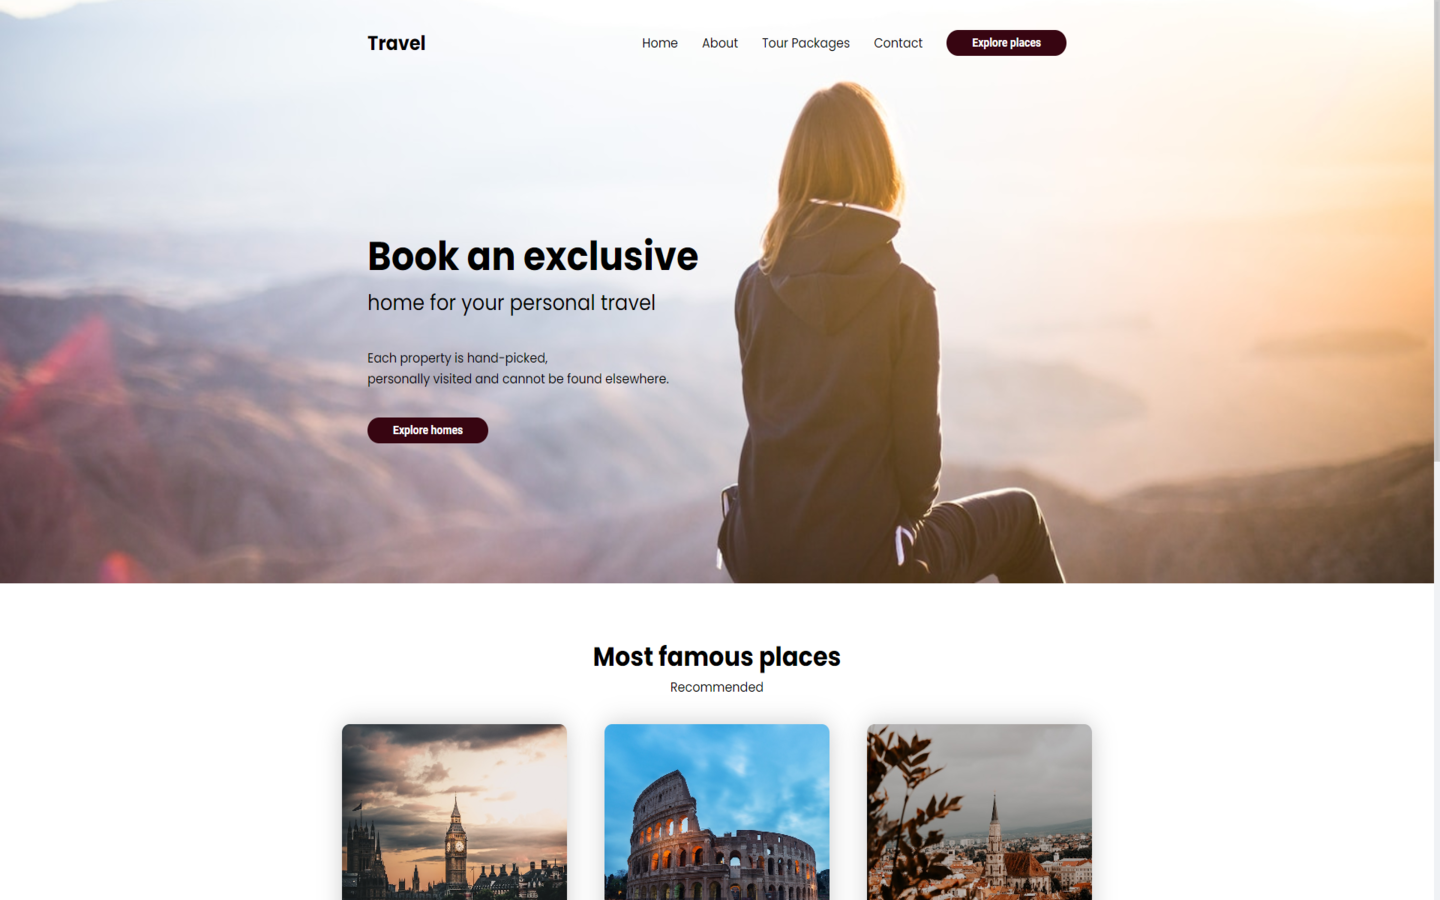 Travel
Home
About
Tour Packages
Contact
Explore places
Book an exclusive
home for your personal travel
Each property is hand-picked,
personally visited and cannot be found elsewhere.
Explore homes
Most famous places
Recommended